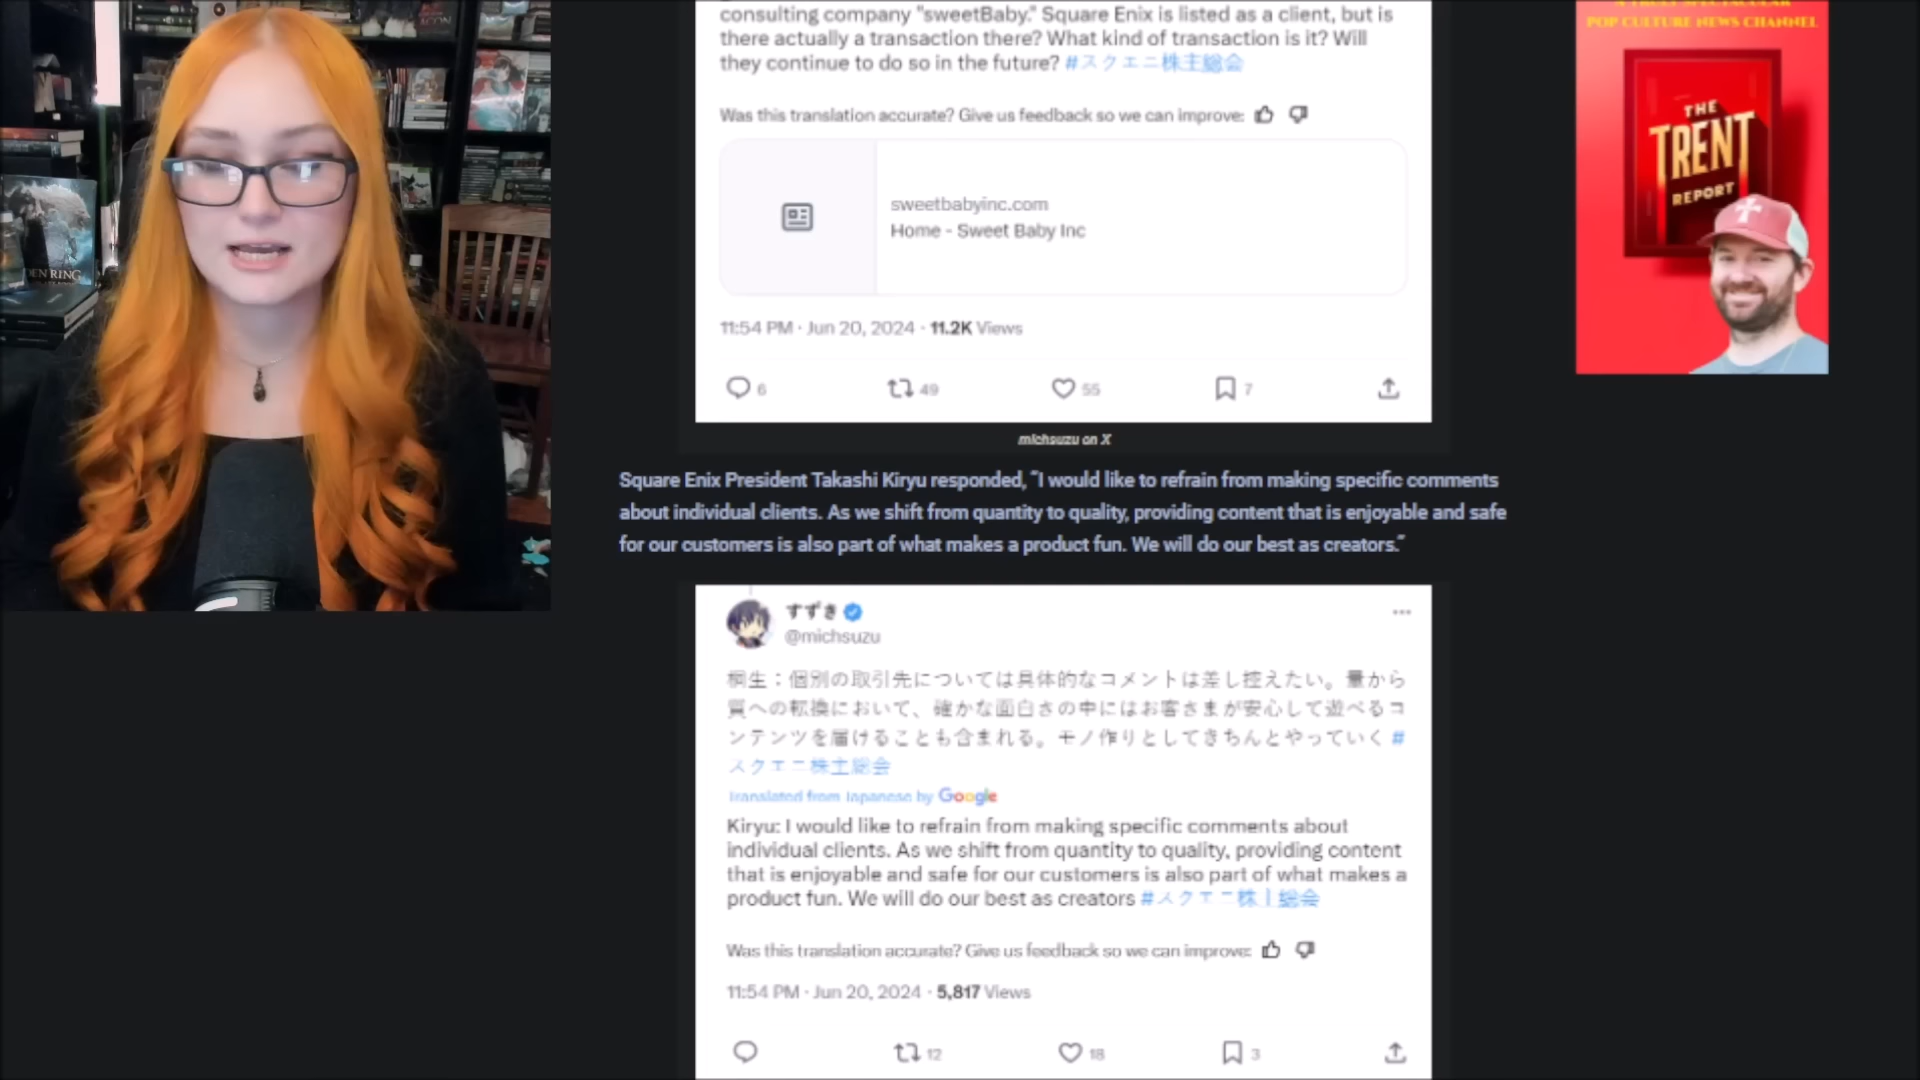 consulting company "sweetBaby." Square Enix is listed as a client, but is
there actually a transaction there? What kind of transaction is it? Will
they continue to do so in the future? #スクエニ株主総会
Was this translation accurate? Give us feedback so we can improve:
sweetbabyinc.com
Home - Sweet Baby Inc
11:54 PM · Jun 20, 2024 · 11.2K Views
6 49 55 7
michsuzu on X
Square Enix President Takashi Kiryu responded, “I would like to refrain from making specific comments
about individual clients. As we shift from quantity to quality, providing content that is enjoyable and safe
for our customers is also part of what makes a product fun. We will do our best as creators.”
すずき
@michsuzu
桐生：個別の取引先については具体的なコメントは差し控えたい。量から
質への転換において、確かな面白さの中にはお客さまが安心して遊べるコ
ンテンツを届けることも含まれる。モノ作りとしてきちんとやっていく #
スクエニ株主総会
Translated from Japanese by Google
Kiryu: I would like to refrain from making specific comments about
individual clients. As we shift from quantity to quality, providing content
that is enjoyable and safe for our customers is also part of what makes a
product fun. We will do our best as creators #スクエニ株主総会
Was this translation accurate? Give us feedback so we can improve:
11:54 PM · Jun 20, 2024 · 5,817 Views
12 18 3
POP CULTURE NEWS CHANNEL
THE
TRENT
REPORT
DEN RING